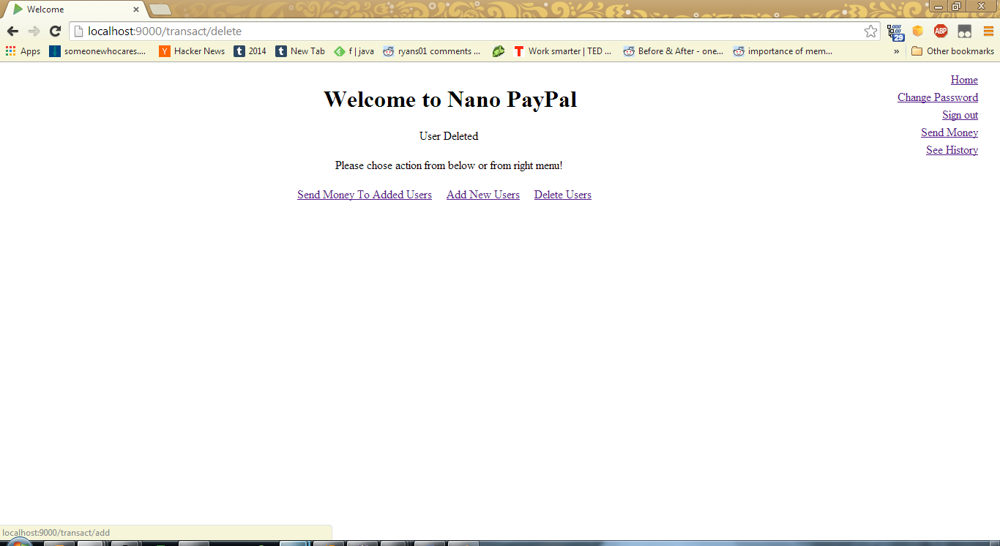 Welcome
localhost:9000/transact/delete
29
ABP
Apps someonewhocares.... Y Hacker News t 2014 t New Tab f | java ryans01 comments ... T Work smarter | TED ... Before & After - one... importance of mem... » Other bookmarks
Home
Change Password
Sign out
Send Money
See History
Welcome to Nano PayPal
User Deleted
Please chose action from below or from right menu!
Send Money To Added Users Add New Users Delete Users
localhost:9000/transact/add